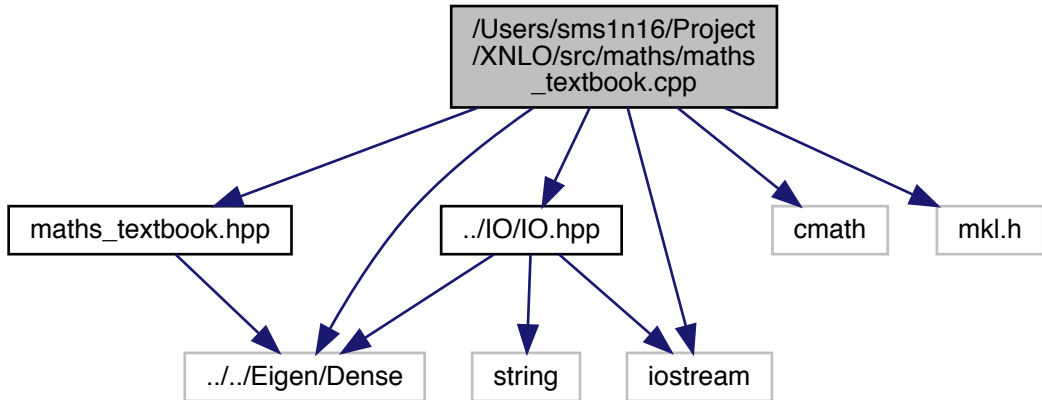 /Users/sms1n16/Project
/XNLO/src/maths/maths
_textbook.cpp
maths_textbook.hpp
../IO/IO.hpp
cmath
mkl.h
../../Eigen/Dense
string
iostream